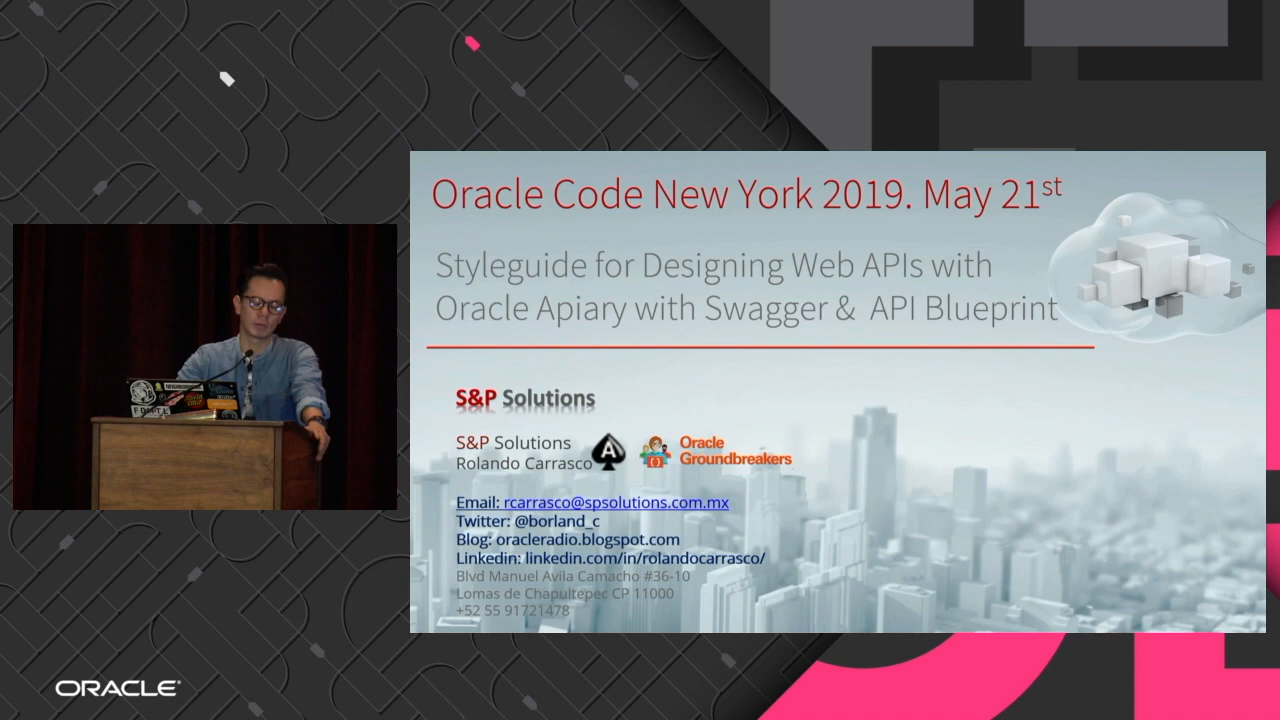 Oracle Code New York 2019. May 21st
Styleguide for Designing Web APIs with
Oracle Apiary with Swagger & API Blueprint
S&P Solutions
S&P Solutions
Rolando Carrasco
A
Oracle
Groundbreakers
Email: rcarrasco@spsolutions.com.mx
Twitter: @borland_c
Blog: oracleradio.blogspot.com
Linkedin: linkedin.com/in/rolandocarrasco/
Blvd Manuel Avila Camacho #36-10
Lomas de Chapultepec CP 11000
+52 55 91721478
ORACLE